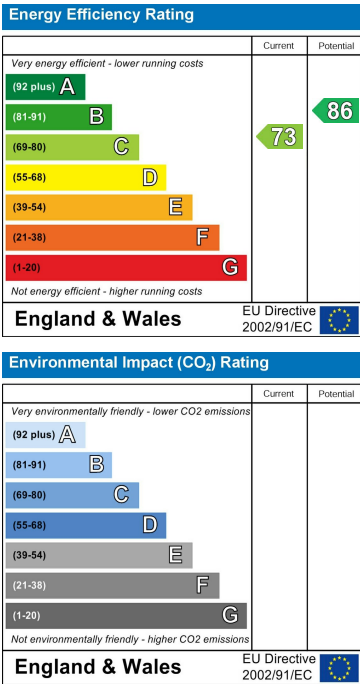 Energy Efficiency Rating
Current Potential
Very energy efficient - lower running costs
(92 plus) A
(81-91) B
(69-80) C
(55-68) D
(39-54) E
(21-38) F
(1-20) G
73
86
Not energy efficient - higher running costs
England & Wales
EU Directive
2002/91/EC
Environmental Impact (CO₂) Rating
Current Potential
Very environmentally friendly - lower CO2 emissions
(92 plus) A
(81-91) B
(69-80) C
(55-68) D
(39-54) E
(21-38) F
(1-20) G
Not environmentally friendly - higher CO2 emissions
England & Wales
EU Directive
2002/91/EC